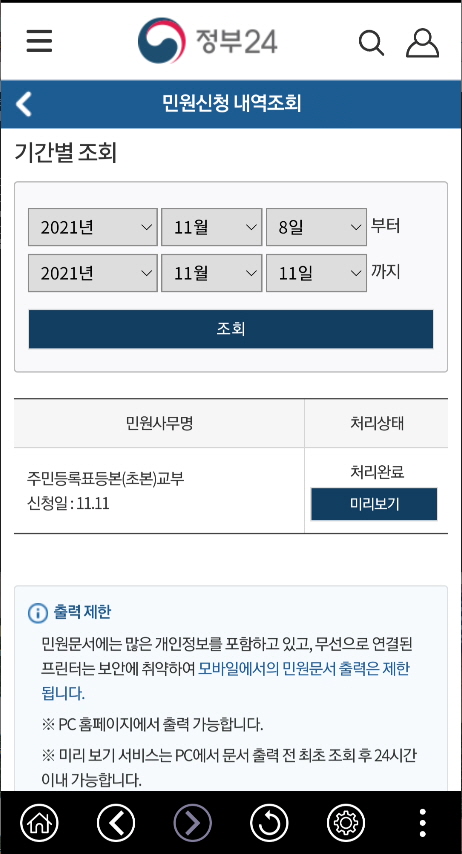 정부24
민원신청 내역조회
기간별 조회
2021년 11월 8일 부터
2021년 11월 11일 까지
조회
민원사무명 처리상태
주민등록표등본(초본)교부
신청일 : 11.11
처리완료
미리보기
출력 제한
민원문서에는 많은 개인정보를 포함하고 있고, 무선으로 연결된
프린터는 보안에 취약하여 모바일에서의 민원문서 출력은 제한
됩니다.
※ PC 홈페이지에서 출력 가능합니다.
※ 미리 보기 서비스는 PC에서 문서 출력 전 최초 조회 후 24시간
이내 가능합니다.